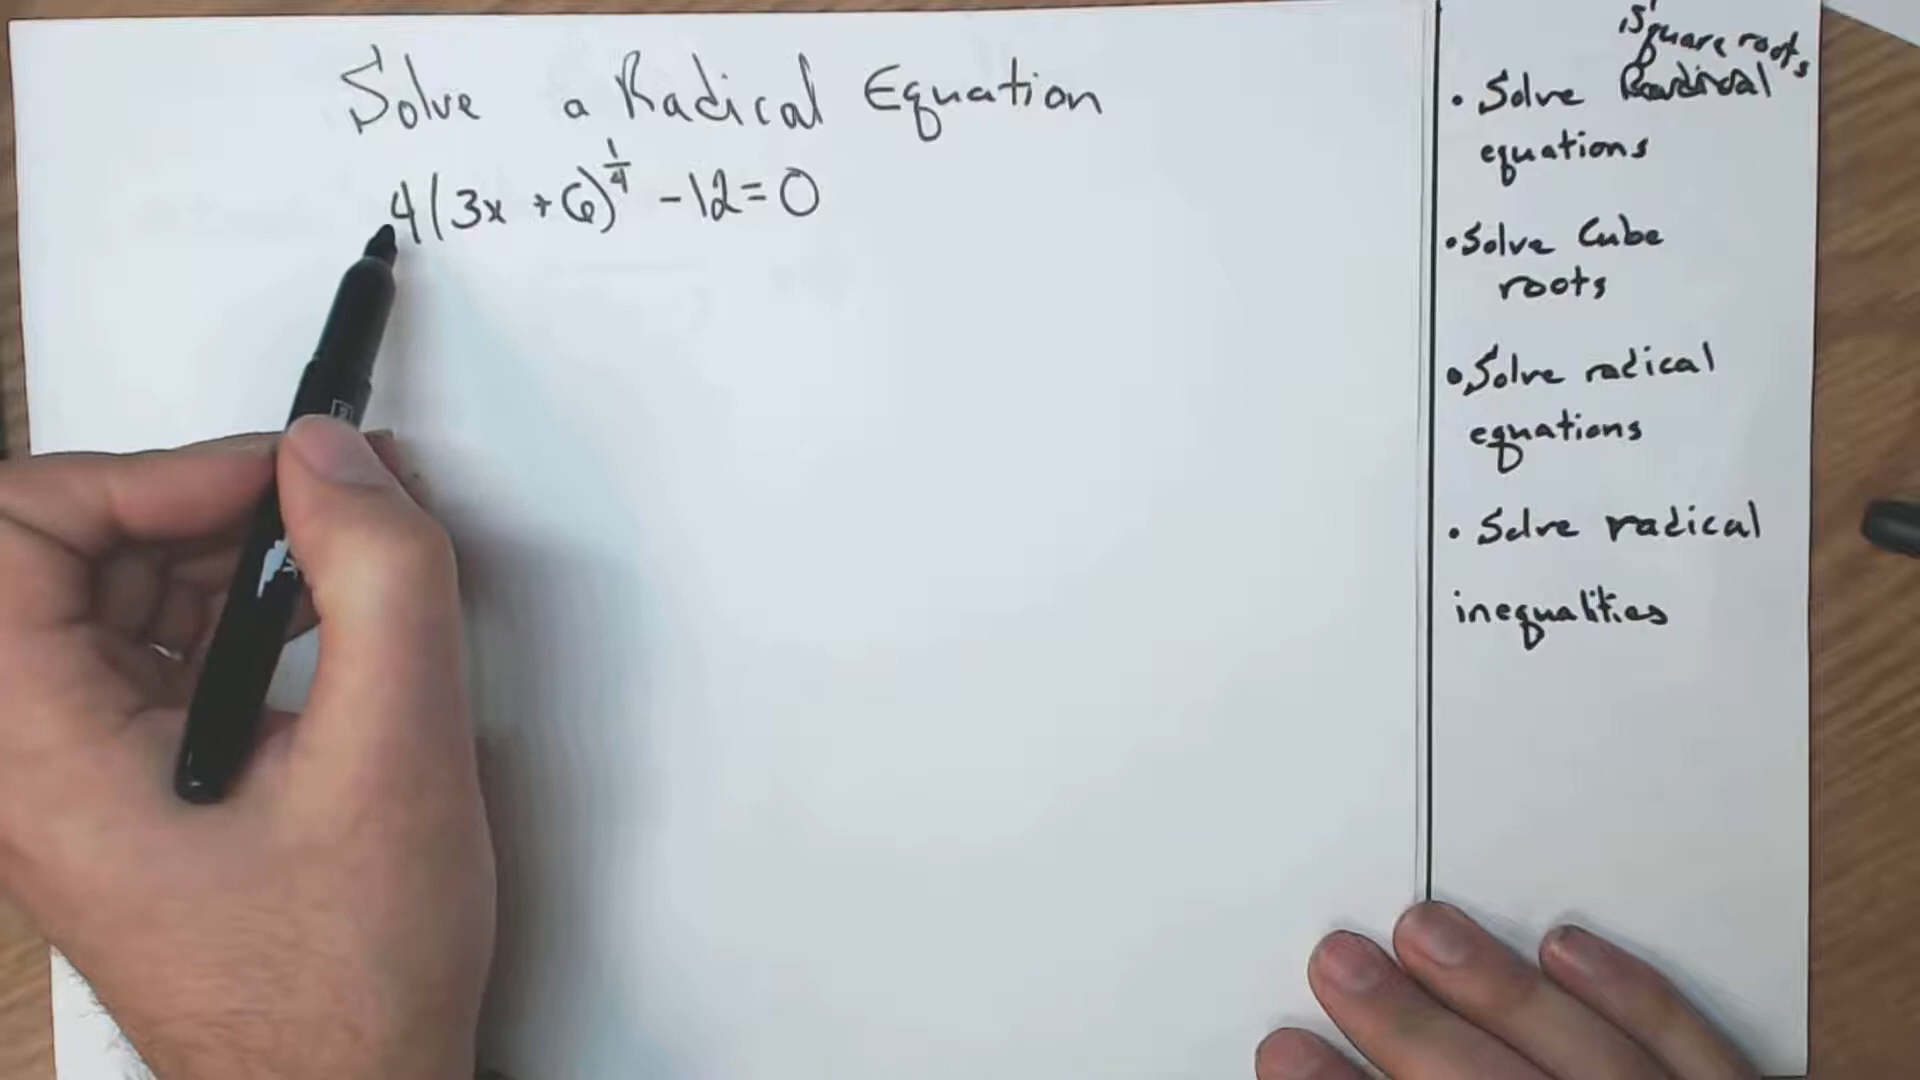 Solve a Radical Equation
4(3x + 6)^{1/4} - 12 = 0
square roots
• Solve Radical
equations
• Solve Cube
roots
• Solve radical
equations
• Solve radical
inequalities